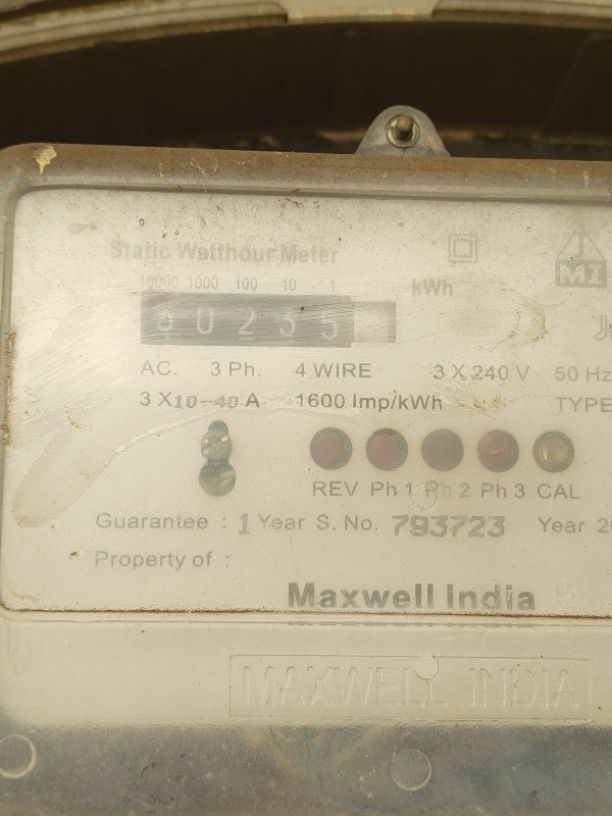 Static Watthour Meter
10000 1000 100 10 1
kWh
MI
0235
AC. 3 Ph. 4 WIRE 3 X 240 V 50 Hz
3 X 10-40 A 1600 Imp/kWh TYPE
REV Ph 1 Ph 2 Ph 3 CAL
Guarantee : 1 Year S. No. 793723 Year
Property of :
Maxwell India
MAXWELL INDIA